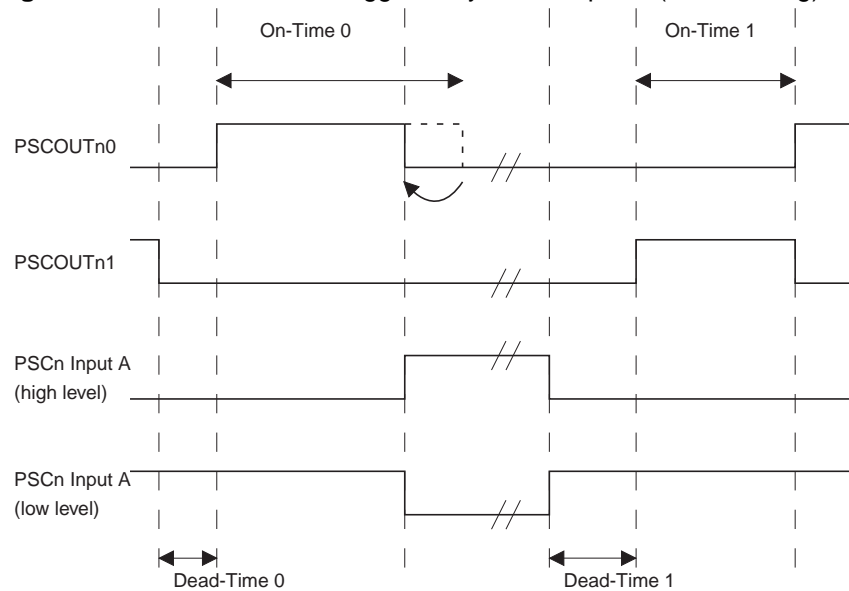 On-Time 0
On-Time 1
PSCOUTn0
PSCOUTn1
PSCn Input A
(high level)
PSCn Input A
(low level)
Dead-Time 0
Dead-Time 1